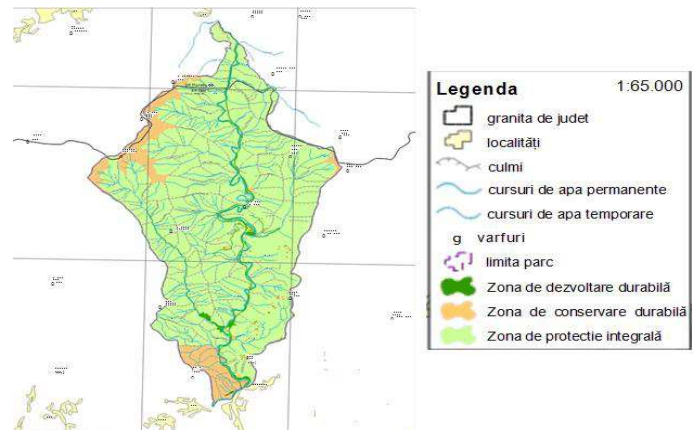 Legenda 1:65.000
granita de judet
localități
culmi
cursuri de apa permanente
cursuri de apa temporare
g varfuri
limita parc
Zona de dezvoltare durabilă
Zona de conservare durabilă
Zona de protectie integrală